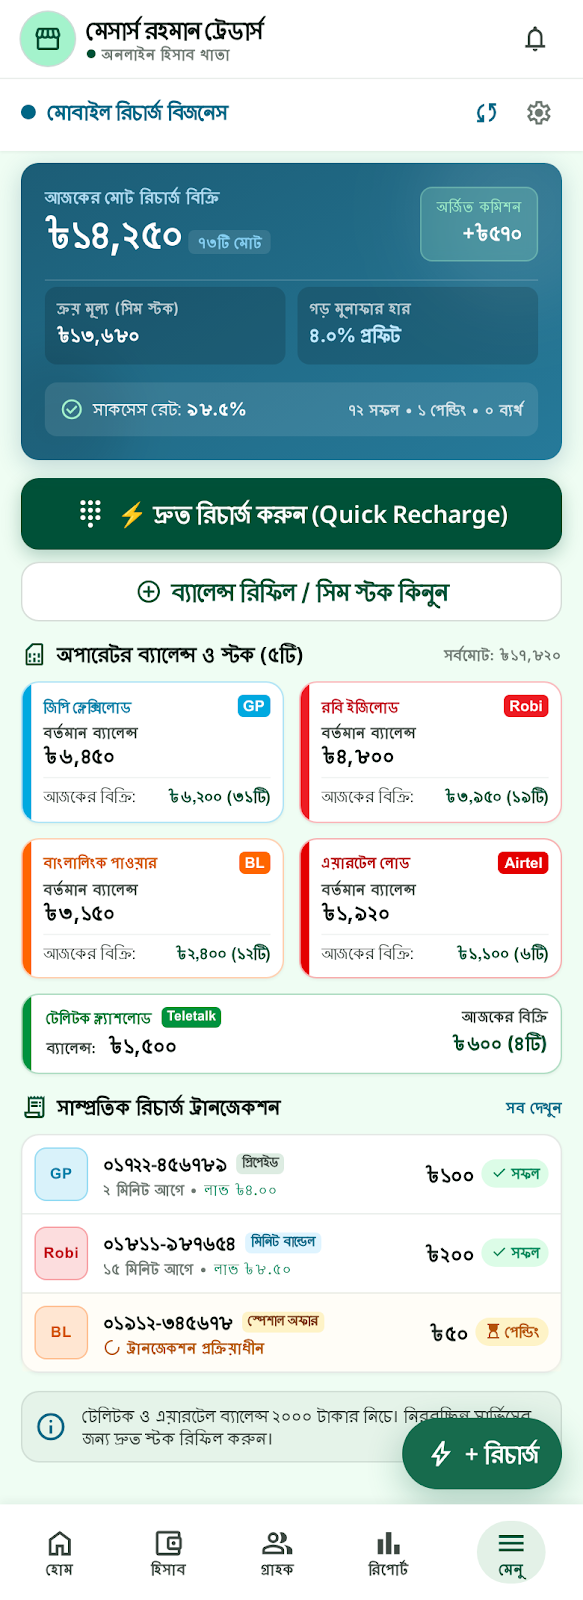 মেসার্স রহমান ট্রেডার্স
অনলাইন হিসাব খাতা
মোবাইল রিচার্জ বিজনেস
আজকের মোট রিচার্জ বিক্রি
৳১৪,২৫০ ৭৩টি মোট
অর্জিত কমিশন
+৳৫৭০
ক্রয় মূল্য (সিম স্টক)
৳১৩,৬৮০
গড় মুনাফার হার
৪.০% প্রফিট
সাকসেস রেট: ৯৮.৫% ৭২ সফল • ১ পেন্ডিং • ০ ব্যর্থ
⚡ দ্রুত রিচার্জ করুন (Quick Recharge)
ব্যালেন্স রিফিল / সিম স্টক কিনুন
অপারেটর ব্যালেন্স ও স্টক (৫টি) সর্বমোট: ৳১৭,৮২০
জিপি ফ্লেক্সিলোড GP
বর্তমান ব্যালেন্স
৳৬,৪৫০
আজকের বিক্রি: ৳৬,২০০ (৩১টি)
রবি ইজিলোড Robi
বর্তমান ব্যালেন্স
৳৪,৮০০
আজকের বিক্রি: ৳৩,৯৫০ (১৯টি)
বাংলালিংক পাওয়ার BL
বর্তমান ব্যালেন্স
৳৩,১৫০
আজকের বিক্রি: ৳২,৪০০ (১২টি)
এয়ারটেল লোড Airtel
বর্তমান ব্যালেন্স
৳১,৯২০
আজকের বিক্রি: ৳১,১০০ (৬টি)
টেলিটক ফ্ল্যাশলোড Teletalk
ব্যালেন্স: ৳১,৫০০
আজকের বিক্রি
৳৬০০ (৪টি)
সাম্প্রতিক রিচার্জ ট্রানজেকশন সব দেখুন
GP ০১৭২২-৪৫৬৭৮৯ প্রিপেইড ৳১০০ সফল
২ মিনিট আগে • লাভ ৳৪.০০
Robi ০১৮১১-৯৮৭৬৫৪ মিনিট বান্ডেল ৳২০০ সফল
১৫ মিনিট আগে • লাভ ৳৮.৫০
BL ০১৯১২-৩৪৫৬৭৮ স্পেশাল অফার ৳৫০ পেন্ডিং
ট্রানজেকশন প্রক্রিয়াধীন
টেলিটক ও এয়ারটেল ব্যালেন্স ২০০০ টাকার নিচে। নিরবচ্ছিন্ন সার্ভিসের
জন্য দ্রুত স্টক রিফিল করুন।
+ রিচার্জ
হোম হিসাব গ্রাহক রিপোর্ট মেনু